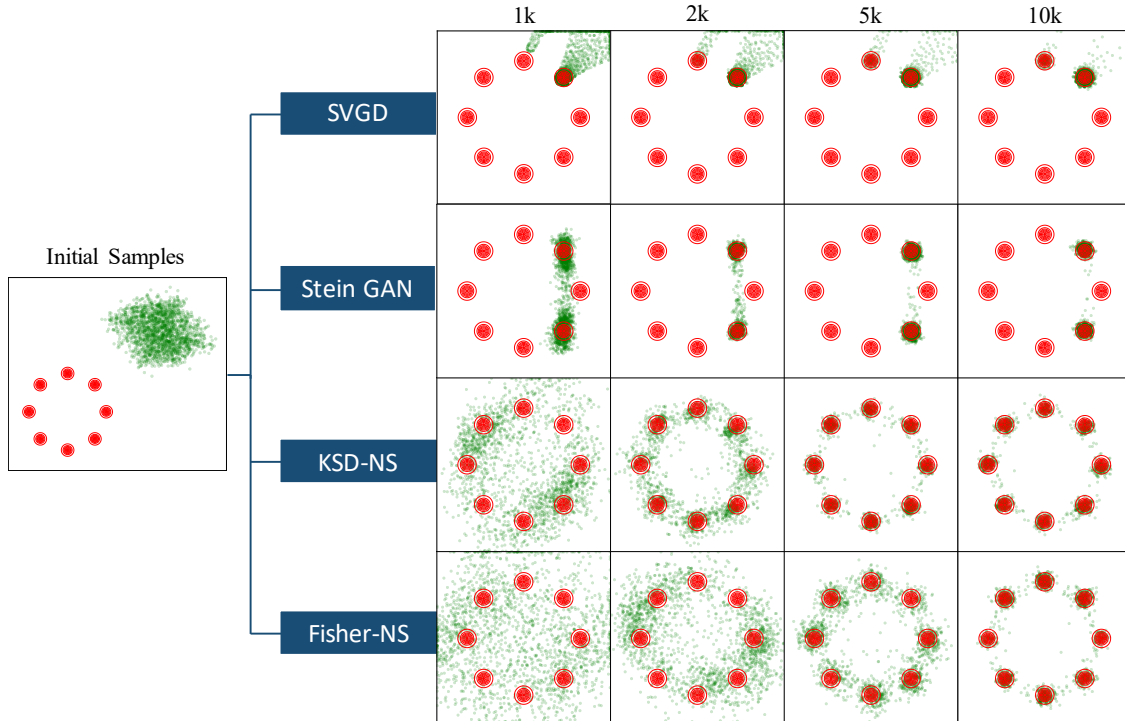 1k 2k 5k 10k
SVGD
Initial Samples
Stein GAN
KSD-NS
Fisher-NS